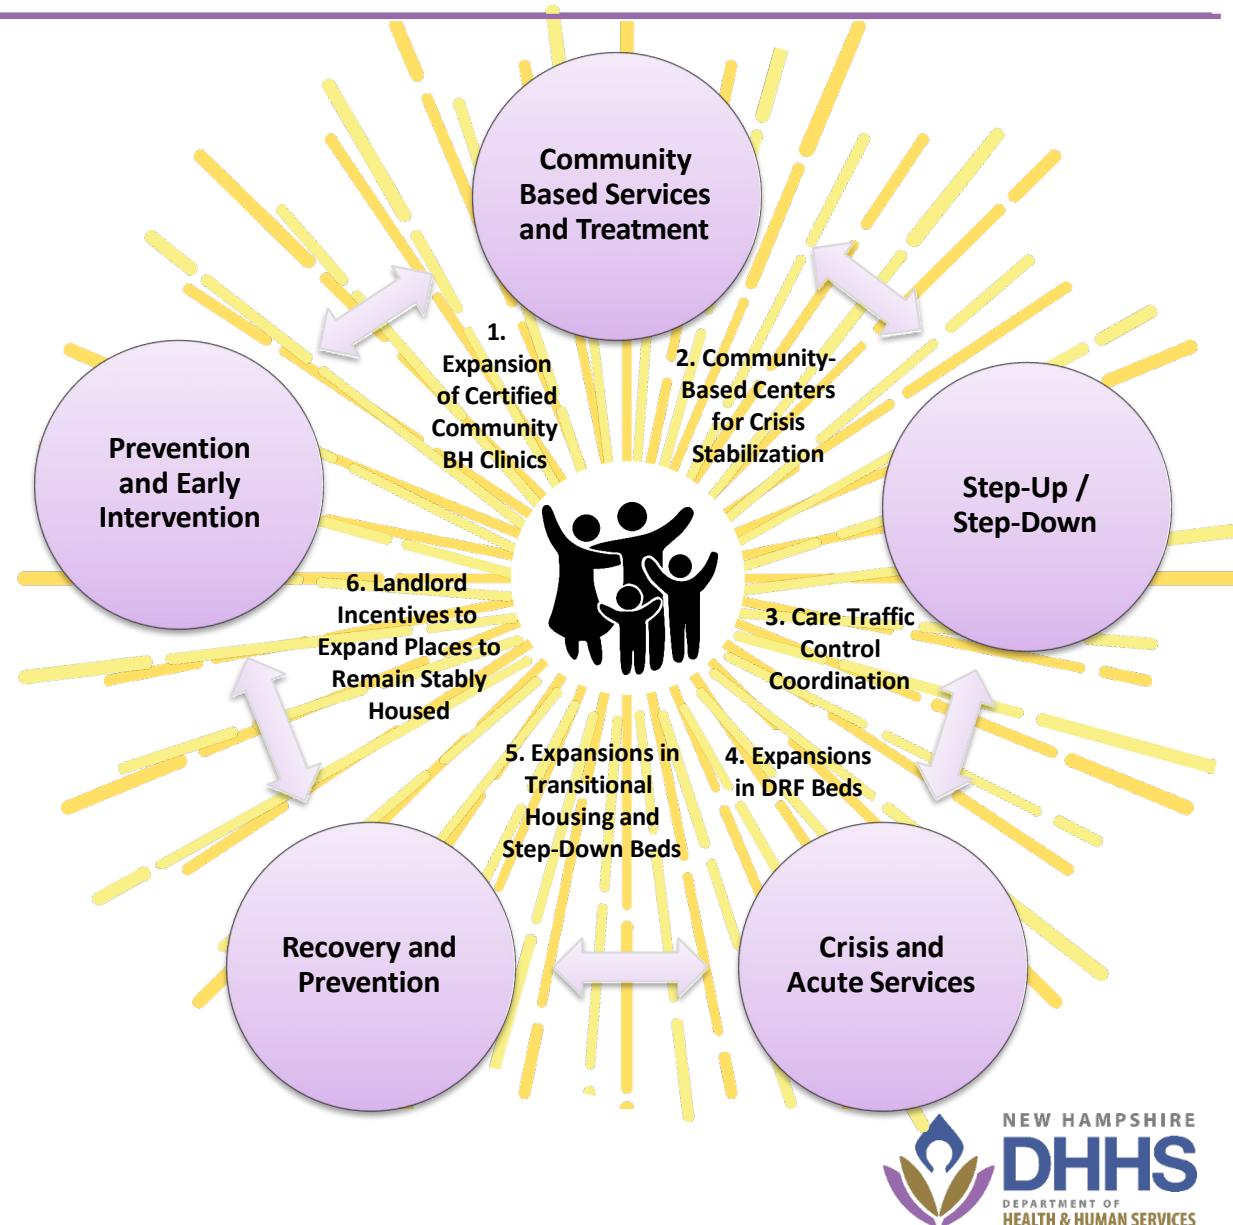 Community
Based Services
and Treatment
1.
Expansion
of Certified
Community
BH Clinics
2. Community-
Based Centers
for Crisis
Stabilization
Prevention
and Early
Intervention
Step-Up /
Step-Down
6. Landlord
Incentives to
Expand Places to
Remain Stably
Housed
3. Care Traffic
Control
Coordination
5. Expansions in
Transitional
Housing and
Step-Down Beds
4. Expansions
in DRF Beds
Recovery and
Prevention
Crisis and
Acute Services
NEW HAMPSHIRE
DHHS
DEPARTMENT OF
HEALTH & HUMAN SERVICES